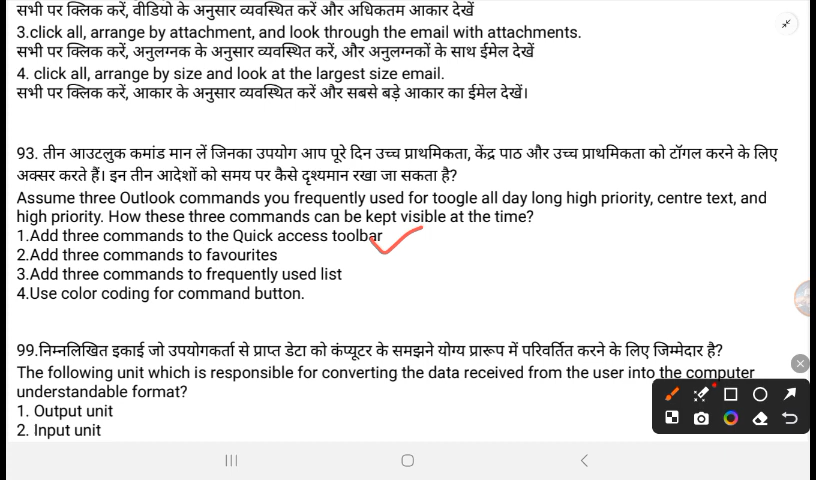 सभी पर क्लिक करें, वीडियो के अनुसार व्यवस्थित करें और अधिकतम आकार देखें
3.click all, arrange by attachment, and look through the email with attachments.
सभी पर क्लिक करें, अनुलग्नक के अनुसार व्यवस्थित करें, और अनुलग्नकों के साथ ईमेल देखें
4. click all, arrange by size and look at the largest size email.
सभी पर क्लिक करें, आकार के अनुसार व्यवस्थित करें और सबसे बड़े आकार का ईमेल देखें।
93. तीन आउटलुक कमांड मान लें जिनका उपयोग आप पूरे दिन उच्च प्राथमिकता, केंद्र पाठ और उच्च प्राथमिकता को टॉगल करने के लिए
अक्सर करते हैं। इन तीन आदेशों को समय पर कैसे दृश्यमान रखा जा सकता है?
Assume three Outlook commands you frequently used for toogle all day long high priority, centre text, and
high priority. How these three commands can be kept visible at the time?
1.Add three commands to the Quick access toolbar
2.Add three commands to favourites
3.Add three commands to frequently used list
4.Use color coding for command button.
99.निम्नलिखित इकाई जो उपयोगकर्ता से प्राप्त डेटा को कंप्यूटर के समझने योग्य प्रारूप में परिवर्तित करने के लिए जिम्मेदार है?
The following unit which is responsible for converting the data received from the user into the computer
understandable format?
1. Output unit
2. Input unit